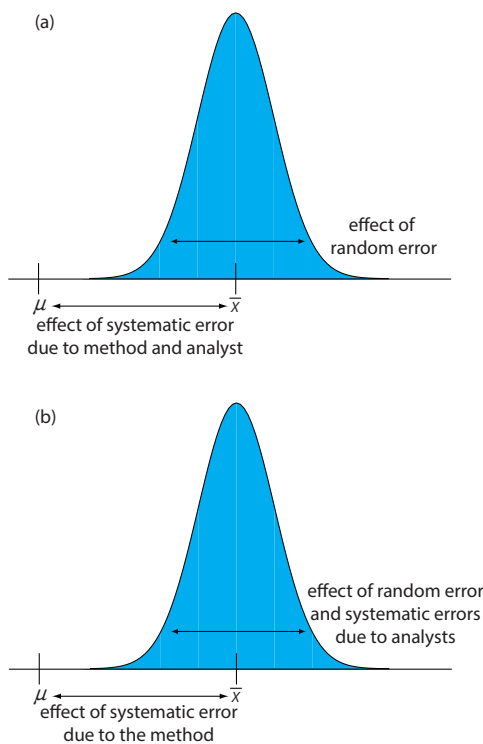 (a)
effect of
random error
μ
x̅
effect of systematic error
due to method and analyst
(b)
effect of random error
and systematic errors
due to analysts
μ
x̅
effect of systematic error
due to the method